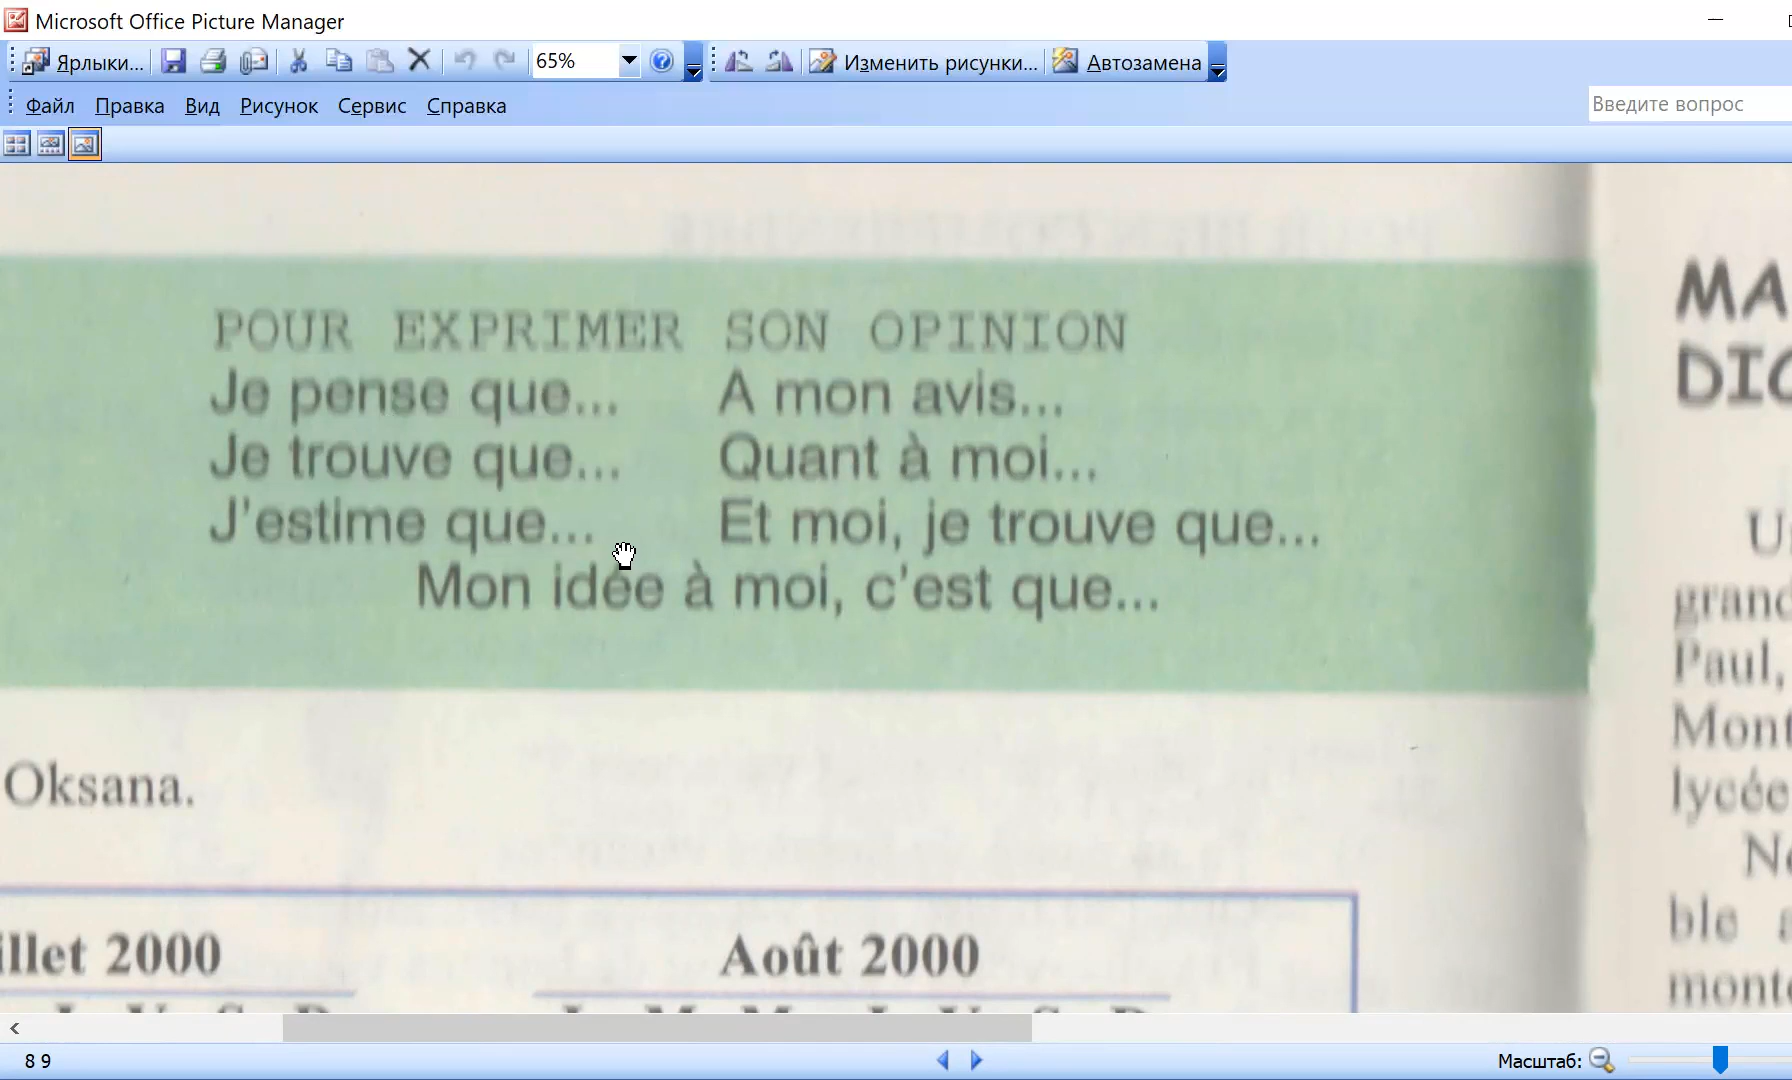 Microsoft Office Picture Manager
Ярлыки... 65% Изменить рисунки... Автозамена
Файл Правка Вид Рисунок Сервис Справка
Введите вопрос
POUR EXPRIMER SON OPINION
Je pense que... A mon avis...
Je trouve que... Quant à moi...
J'estime que... Et moi, je trouve que...
Mon idée à moi, c'est que...
Oksana.
illet 2000 Août 2000
J V S D L M M J V S D
MA
DIC
U
grand
Paul,
Mont
lycée
No
ble a
monte
8 9
Масштаб: